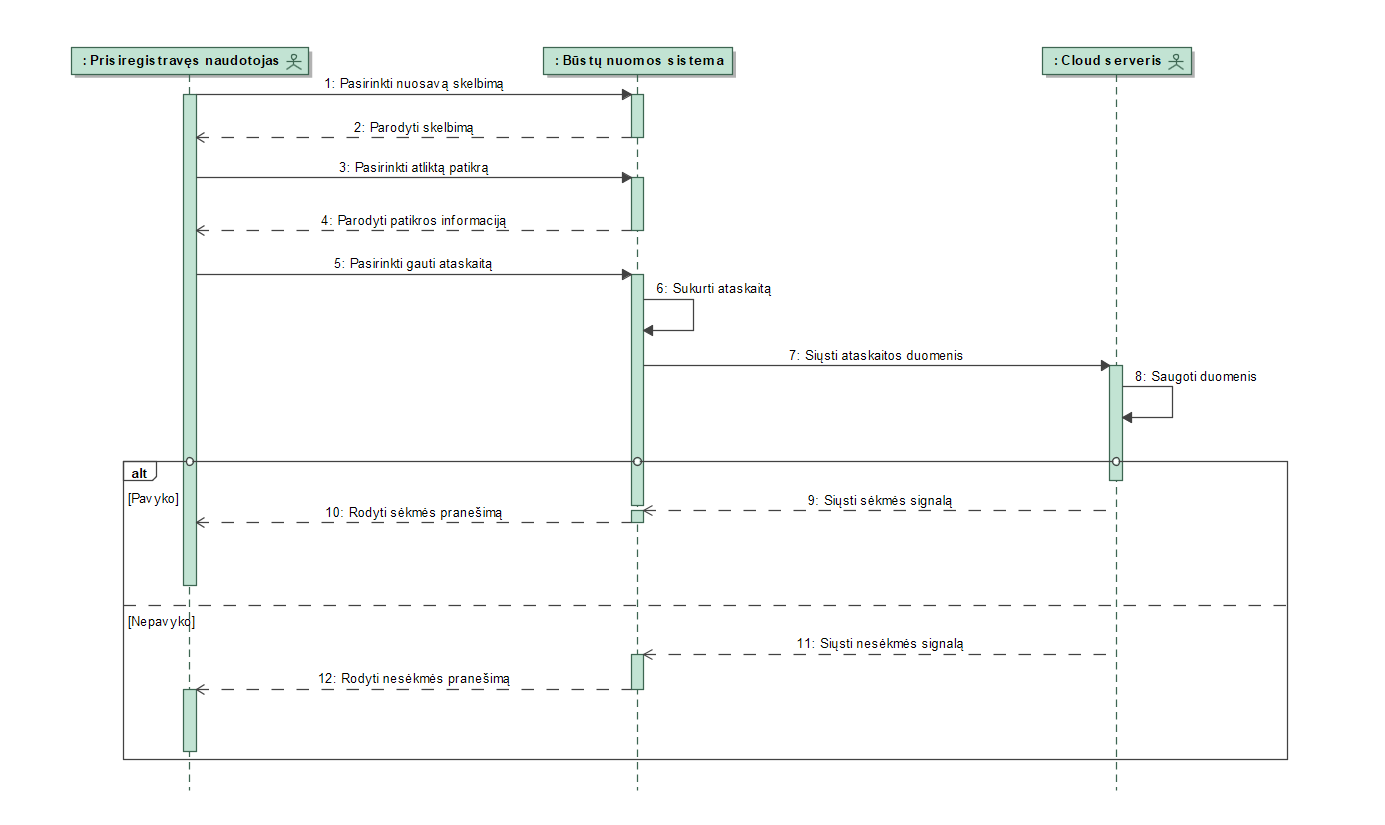 : Prisiregistravęs naudotojas
: Būstų nuomos sistema
: Cloud serveris
1: Pasirinkti nuosavą skelbimą
2: Parodyti skelbimą
3: Pasirinkti atliktą patikrą
4: Parodyti patikros informaciją
5: Pasirinkti gauti ataskaitą
6: Sukurti ataskaitą
7: Siųsti ataskaitos duomenis
8: Saugoti duomenis
alt
[Pavyko]
9: Siųsti sėkmės signalą
10: Rodyti sėkmės pranešimą
[Nepavyko]
11: Siųsti nesėkmės signalą
12: Rodyti nesėkmės pranešimą